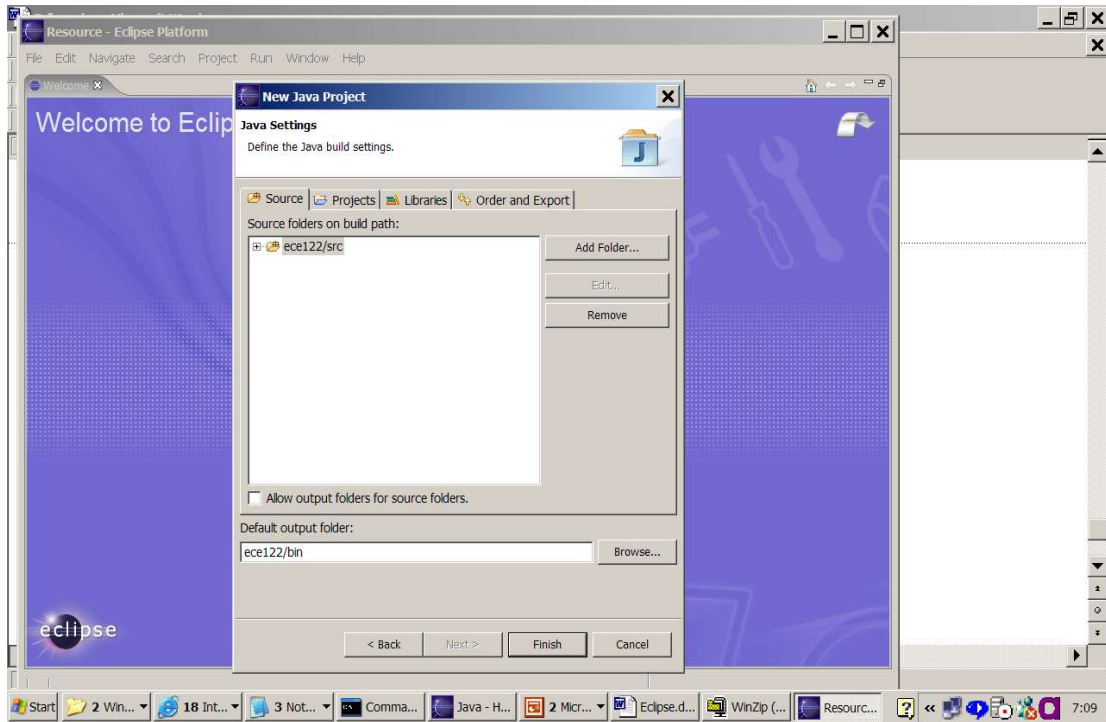 Resource - Eclipse Platform
File Edit Navigate Search Project Run Window Help
Welcome
Welcome to Eclip
New Java Project
Java Settings
Define the Java build settings.
J
Source Projects Libraries Order and Export
Source folders on build path:
ece122/src
Add Folder...
Edit...
Remove
Allow output folders for source folders.
Default output folder:
ece122/bin
Browse...
eclipse
< Back Next > Finish Cancel
Start 2 Win... 18 Int... 3 Not... Comma... Java - H... 2 Micr... Eclipse.d... WinZip (... Resourc... « 7:09